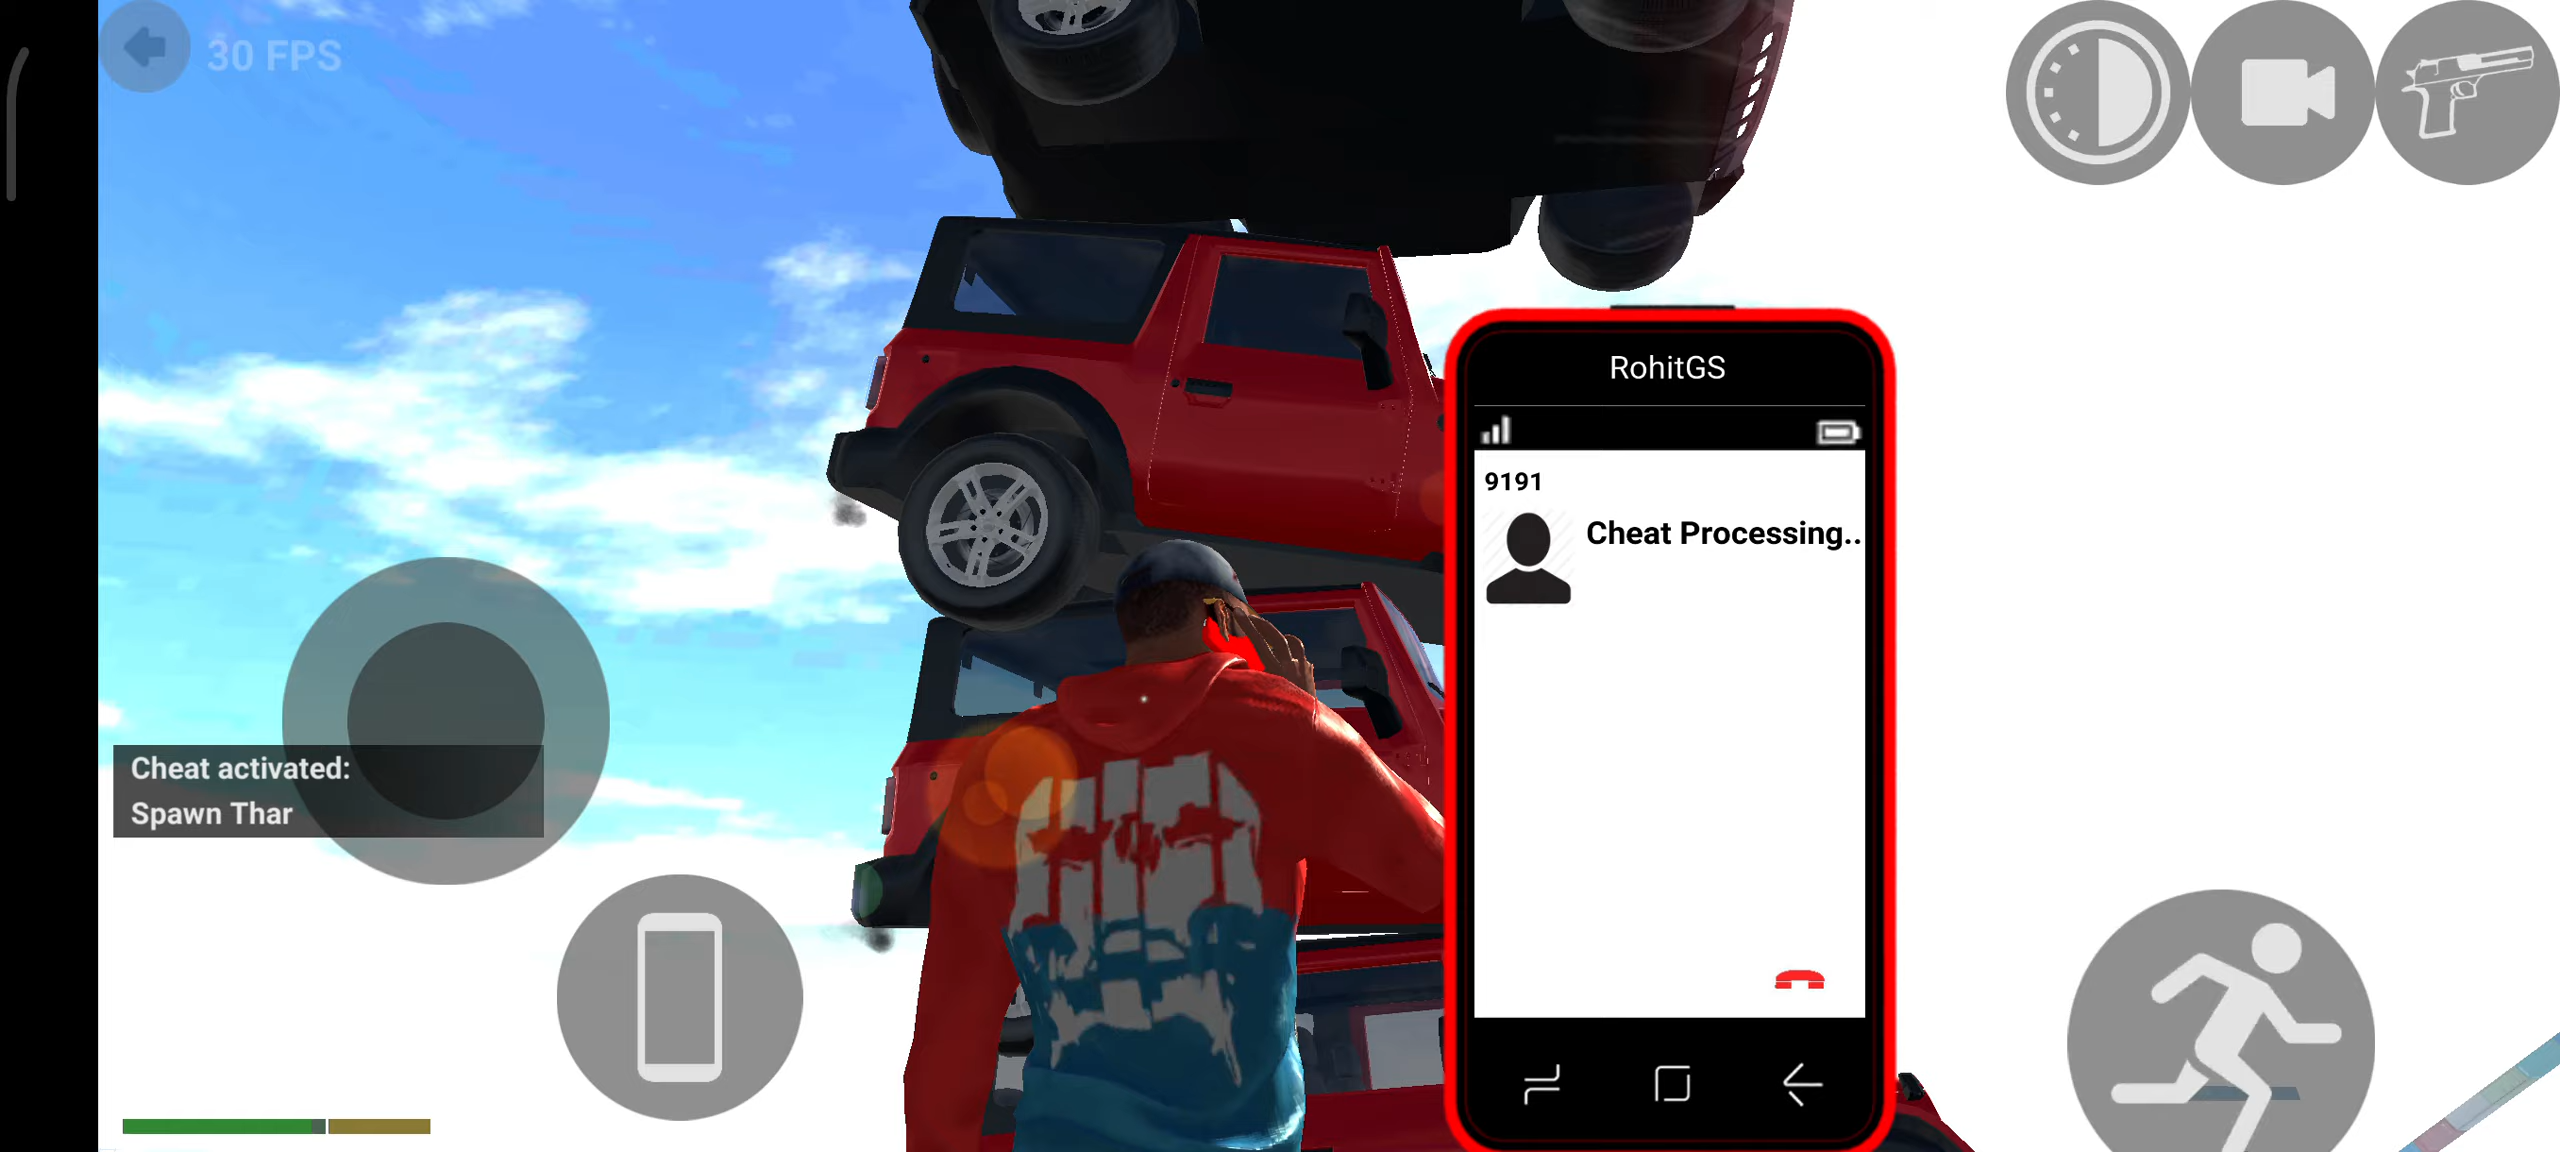 30 FPS
RohitGS
9191
Cheat Processing..
Cheat activated:
Spawn Thar